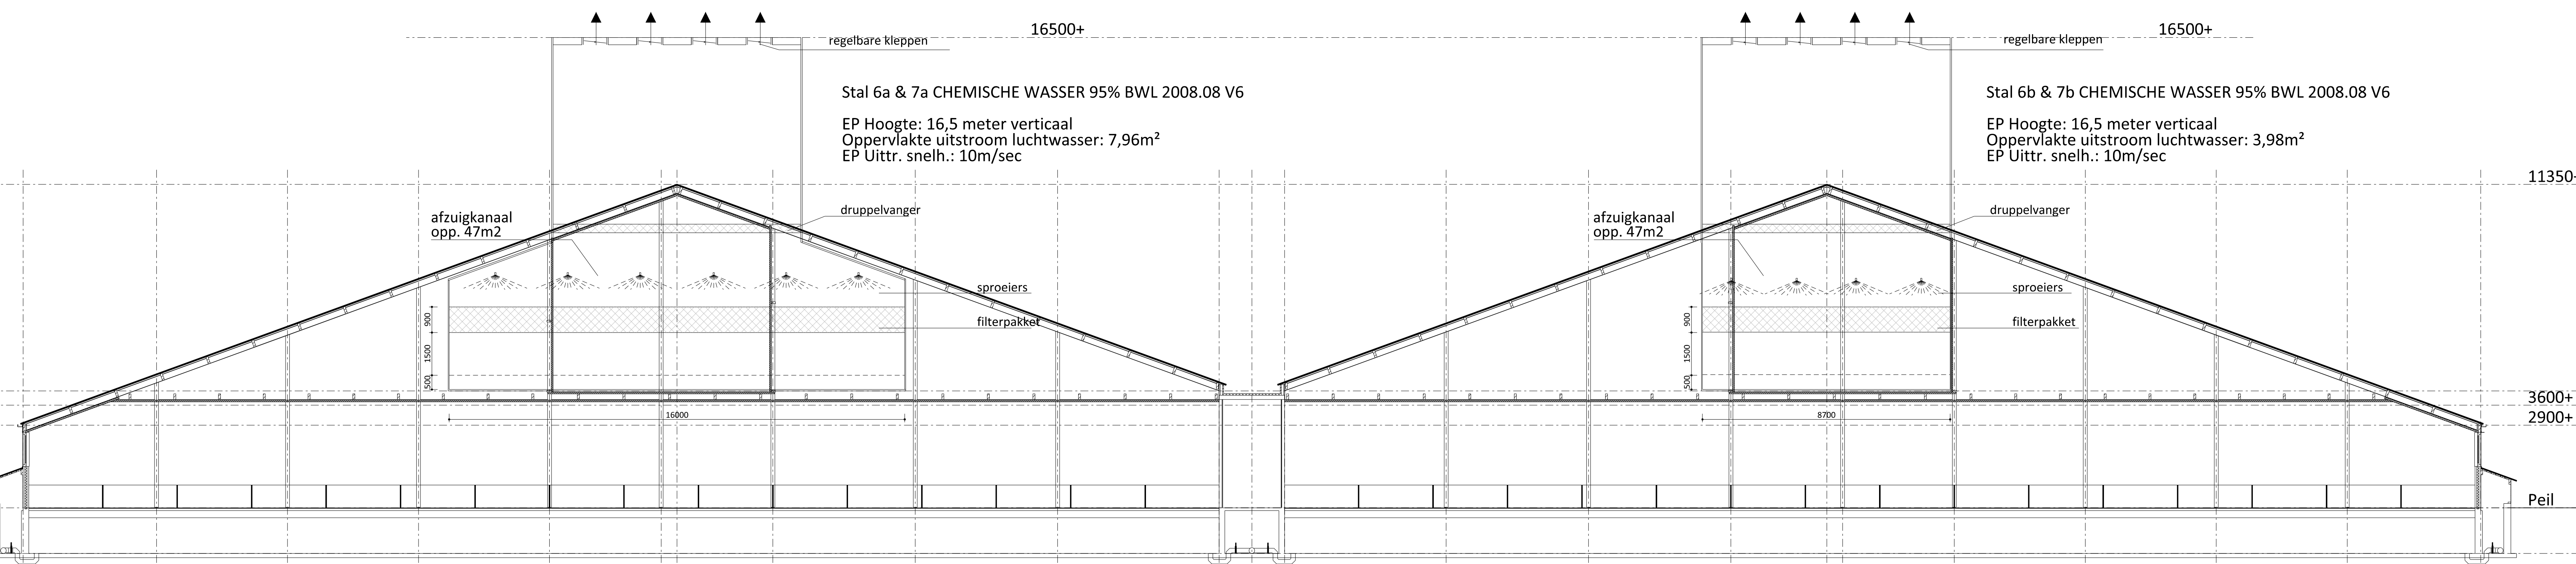 16500+
regelbare kleppen
Stal 6a & 7a CHEMISCHE WASSER 95% BWL 2008.08 V6
EP Hoogte: 16,5 meter verticaal
Oppervlakte uitstroom luchtwasser: 7,96m²
EP Uittr. snelh.: 10m/sec
afzuigkanaal
opp. 47m2
druppelvanger
sproeiers
filterpakket
900
1500
500
16000
16500+
regelbare kleppen
Stal 6b & 7b CHEMISCHE WASSER 95% BWL 2008.08 V6
EP Hoogte: 16,5 meter verticaal
Oppervlakte uitstroom luchtwasser: 3,98m²
EP Uittr. snelh.: 10m/sec
afzuigkanaal
opp. 47m2
druppelvanger
sproeiers
filterpakket
900
1500
500
8700
11350+
3600+
2900+
Peil